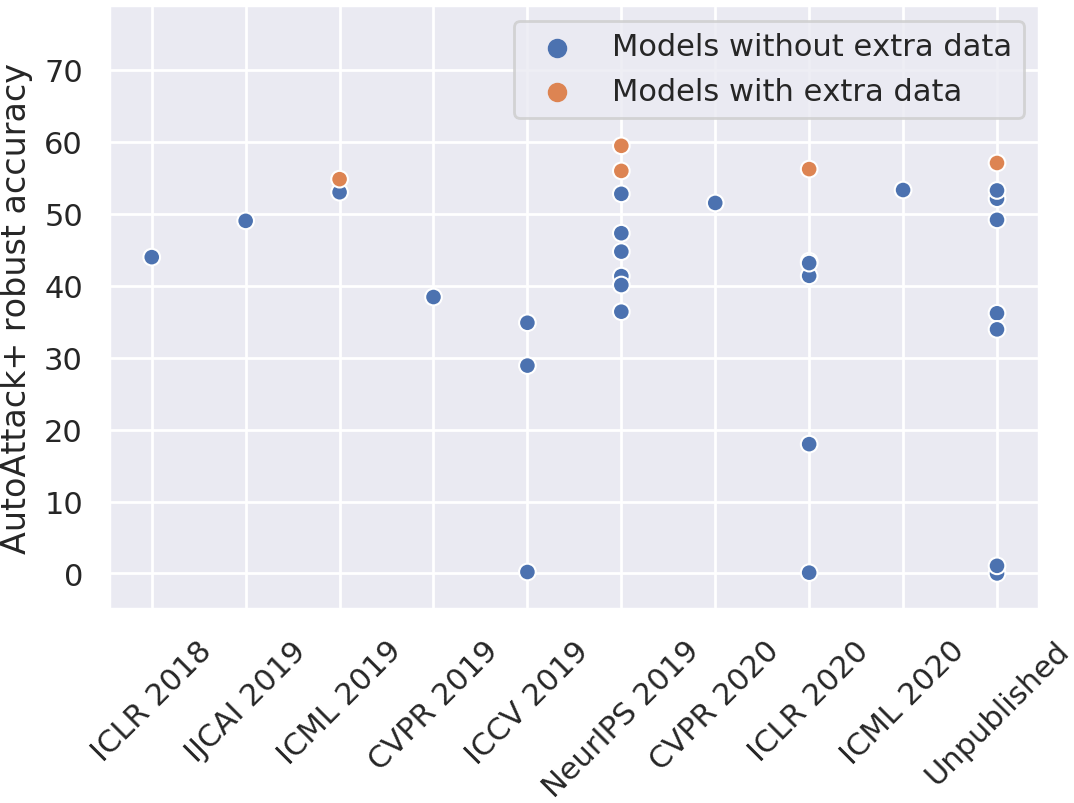 Models without extra data
Models with extra data
AutoAttack+ robust accuracy
70
60
50
40
30
20
10
0
ICLR 2018
IJCAI 2019
ICML 2019
CVPR 2019
ICCV 2019
NeurIPS 2019
CVPR 2020
ICLR 2020
ICML 2020
Unpublished